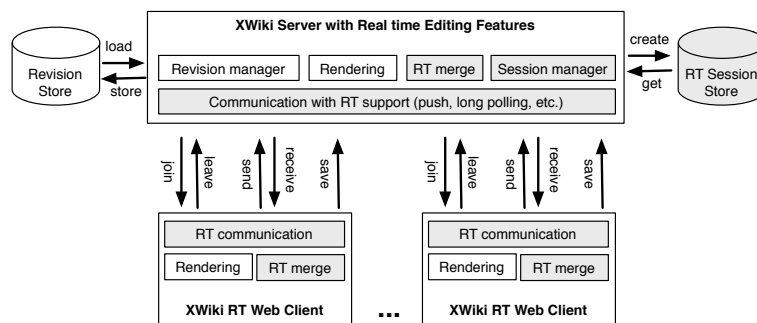 XWiki Server with Real time Editing Features
load
create
Revision manager
Rendering
RT merge
Session manager
Revision
Store
RT Session
Store
store
get
Communication with RT support (push, long polling, etc.)
join
leave
send
receive
save
join
leave
send
receive
save
RT communication
RT communication
Rendering
RT merge
Rendering
RT merge
XWiki RT Web Client
...
XWiki RT Web Client